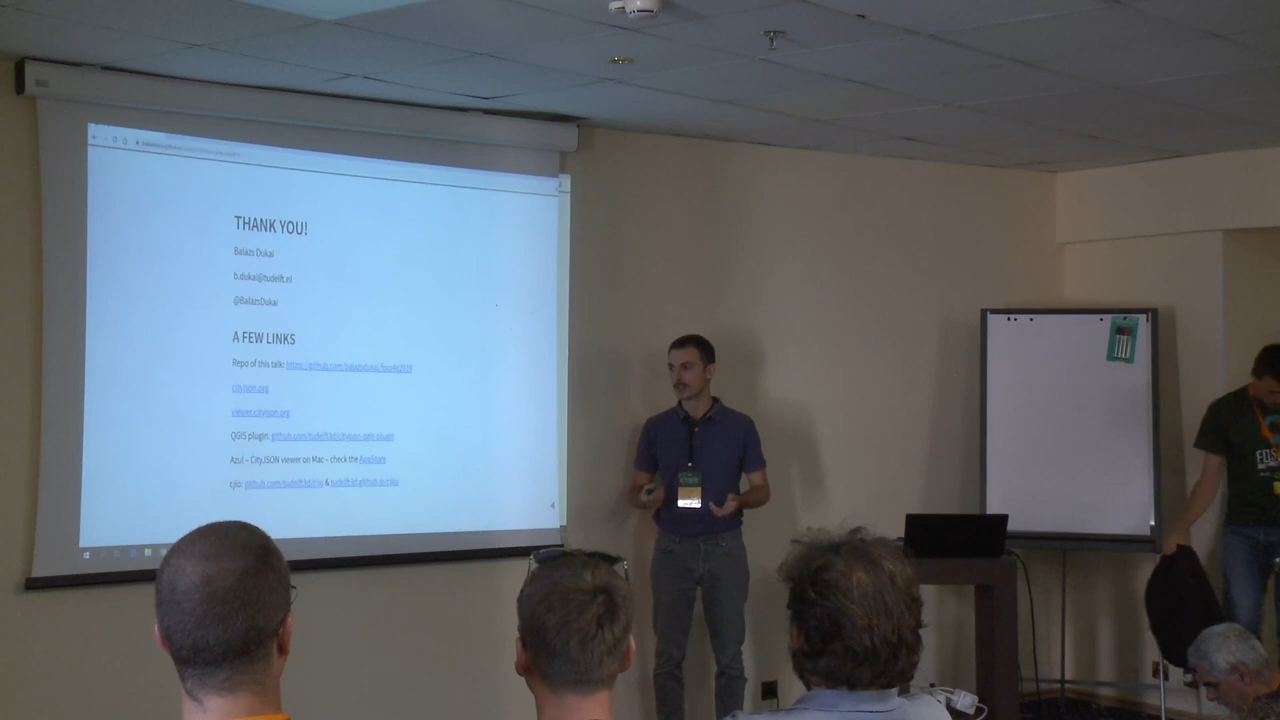 THANK YOU!
Balázs Dukai
b.dukai@tudelft.nl
@BalazsDukai
A FEW LINKS
Repo of this talk: https://github.com/balazsdukai/foss4g2019
cityjson.org
viewer.cityjson.org
QGIS plugin: github.com/tudelft3d/cityjson-qgis-plugin
Azul – CityJSON viewer on Mac – check the AppStore
cjio: github.com/tudelft3d/cjio & tudelft3d.github.io/cjio/